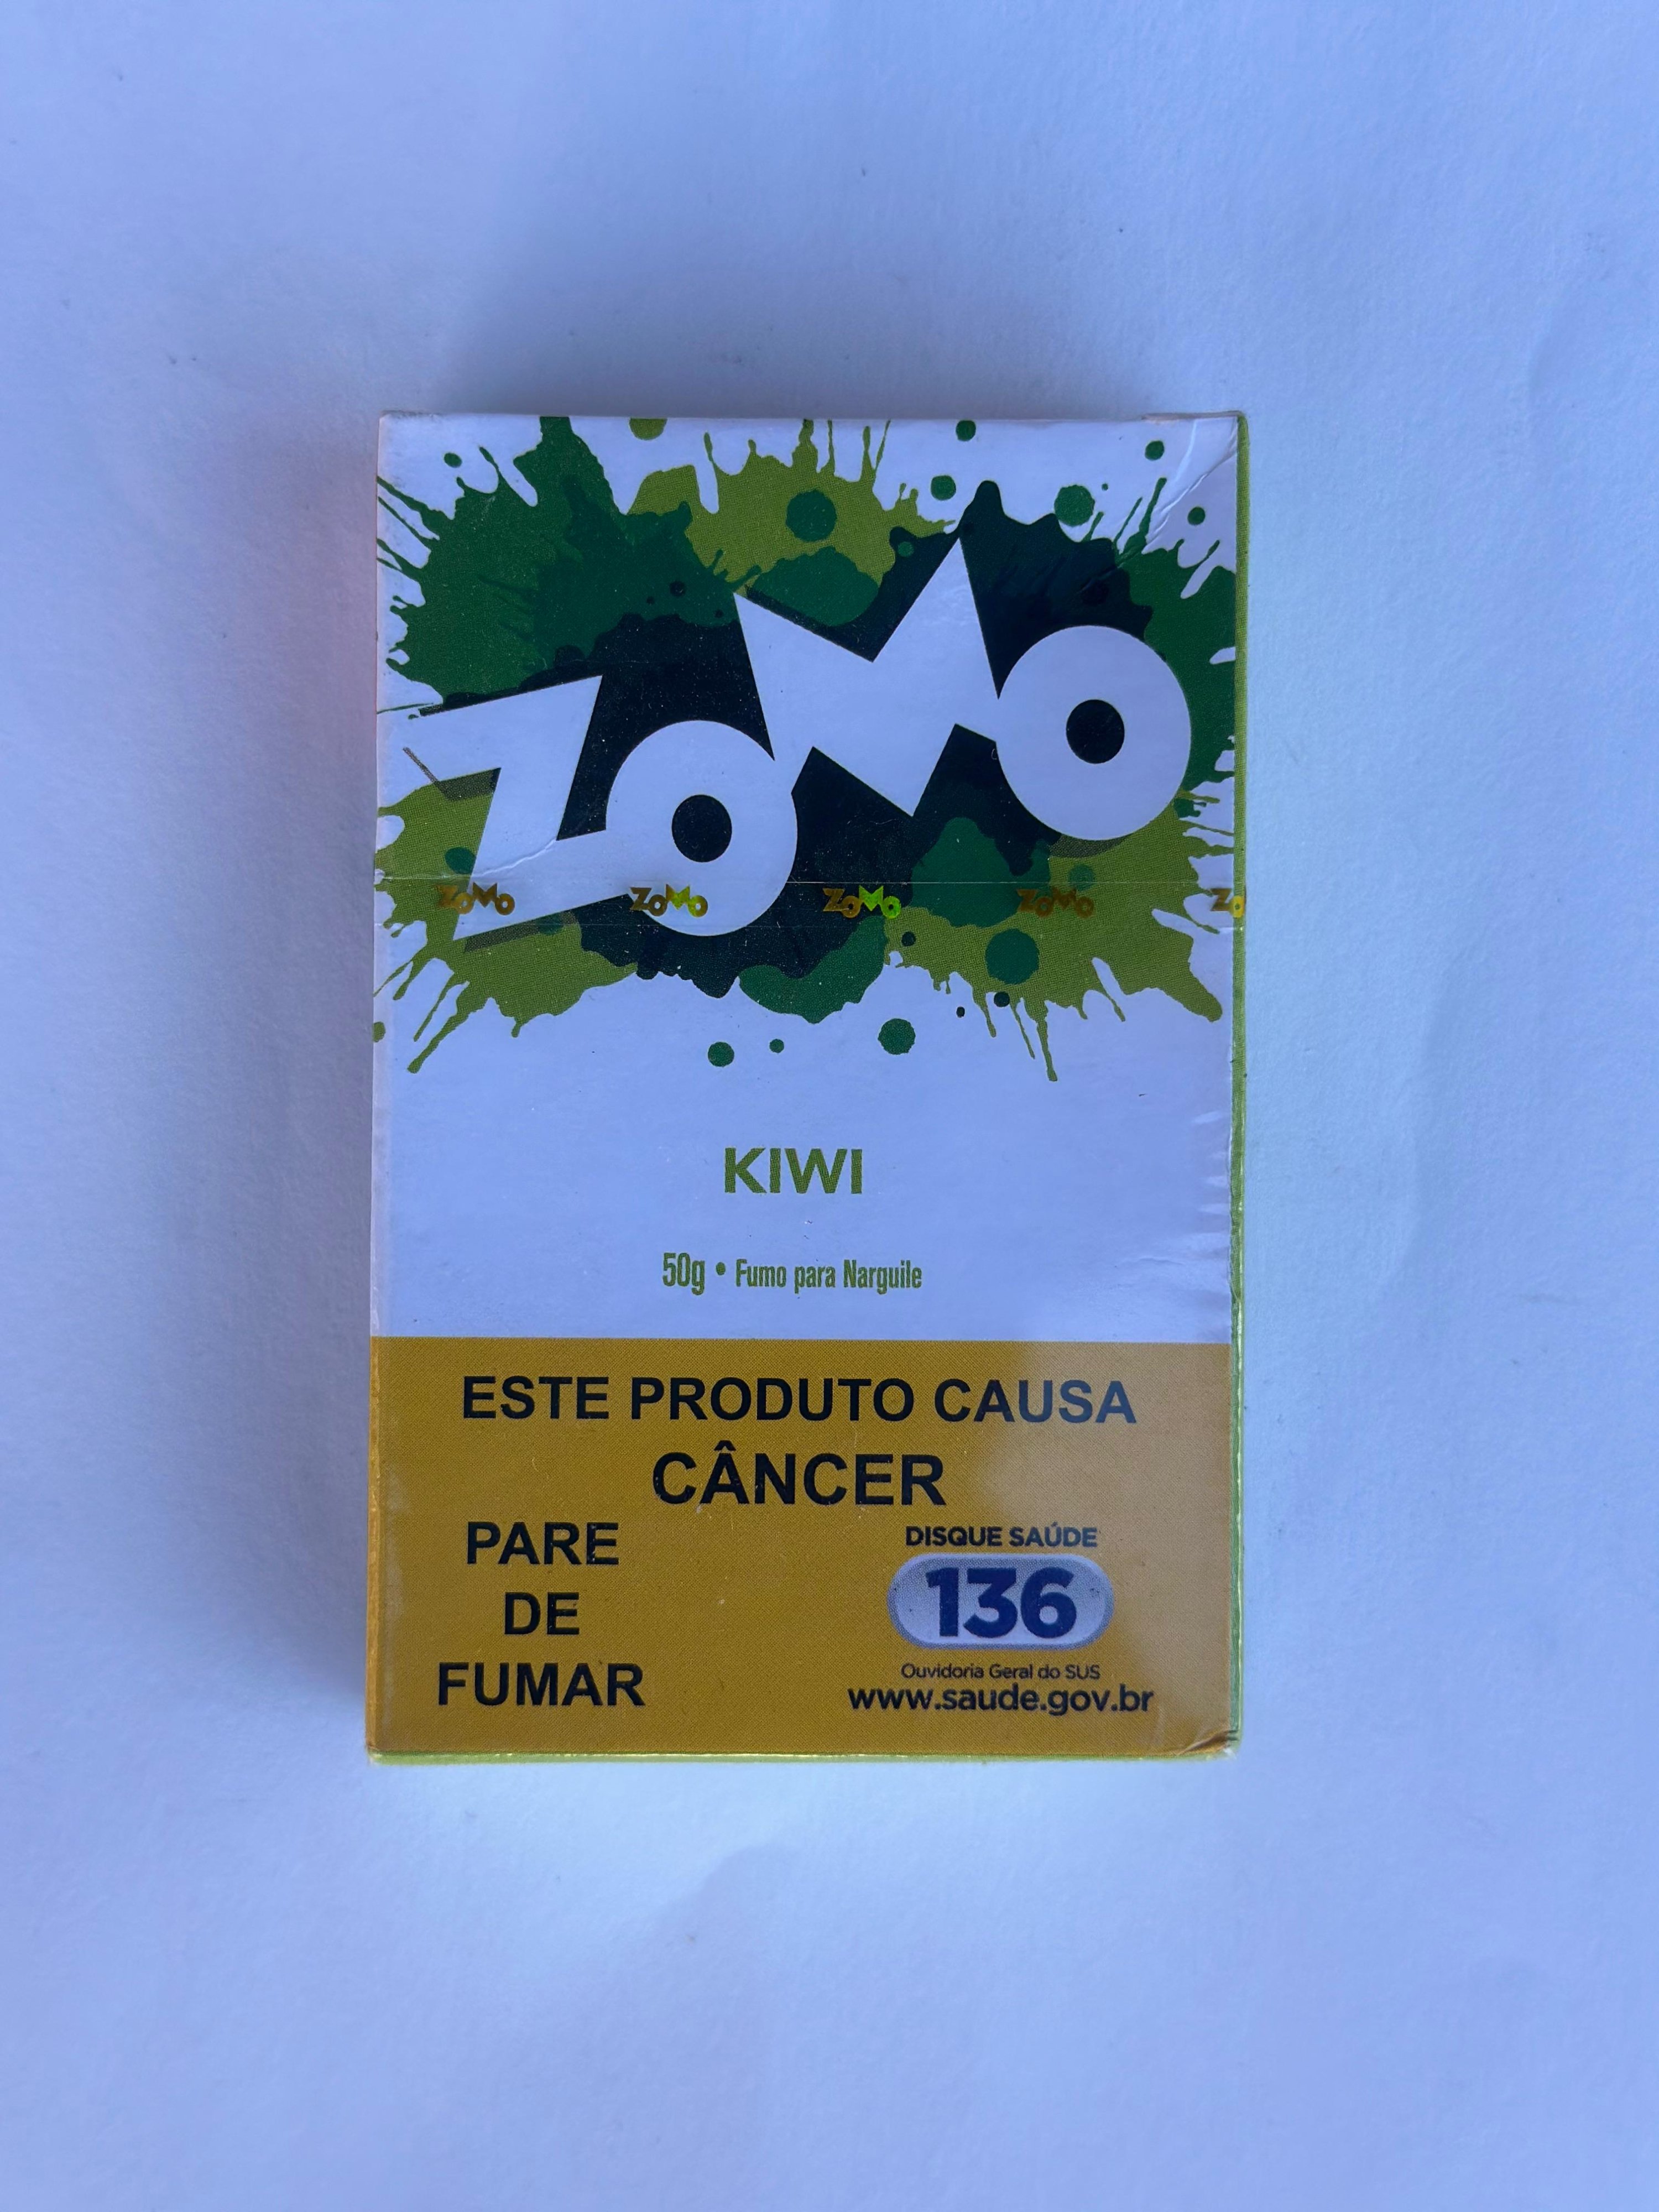 ZOMO
ZOMO ZOMO ZOMO ZOMO ZO
KIWI
50g • Fumo para Narguile
ESTE PRODUTO CAUSA
CÂNCER
PARE
DE
FUMAR
DISQUE SAÚDE
136
Ouvidoria Geral do SUS
www.saude.gov.br